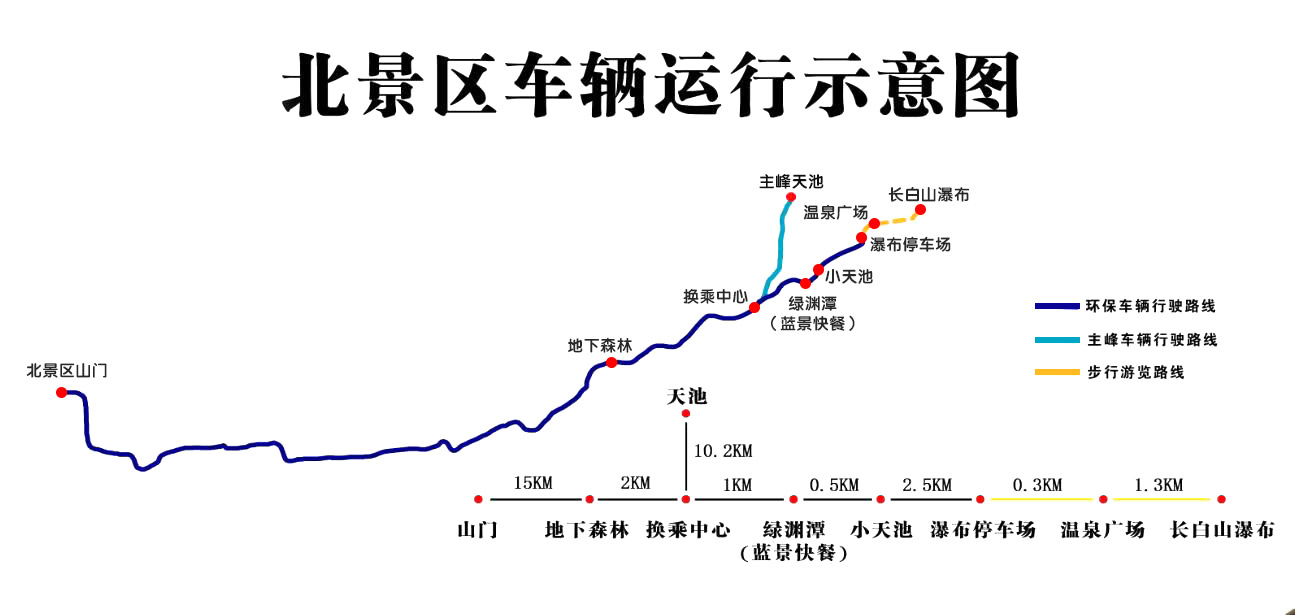 北景区车辆运行示意图
主峰天池
长白山瀑布
温泉广场
瀑布停车场
小天池
换乘中心
绿渊潭
（蓝景快餐）
地下森林
北景区山门
环保车辆行驶路线
主峰车辆行驶路线
步行游览路线
天池
10.2KM
15KM
2KM
1KM
0.5KM
2.5KM
0.3KM
1.3KM
山门
地下森林
换乘中心
绿渊潭
(蓝景快餐)
小天池
瀑布停车场
温泉广场
长白山瀑布